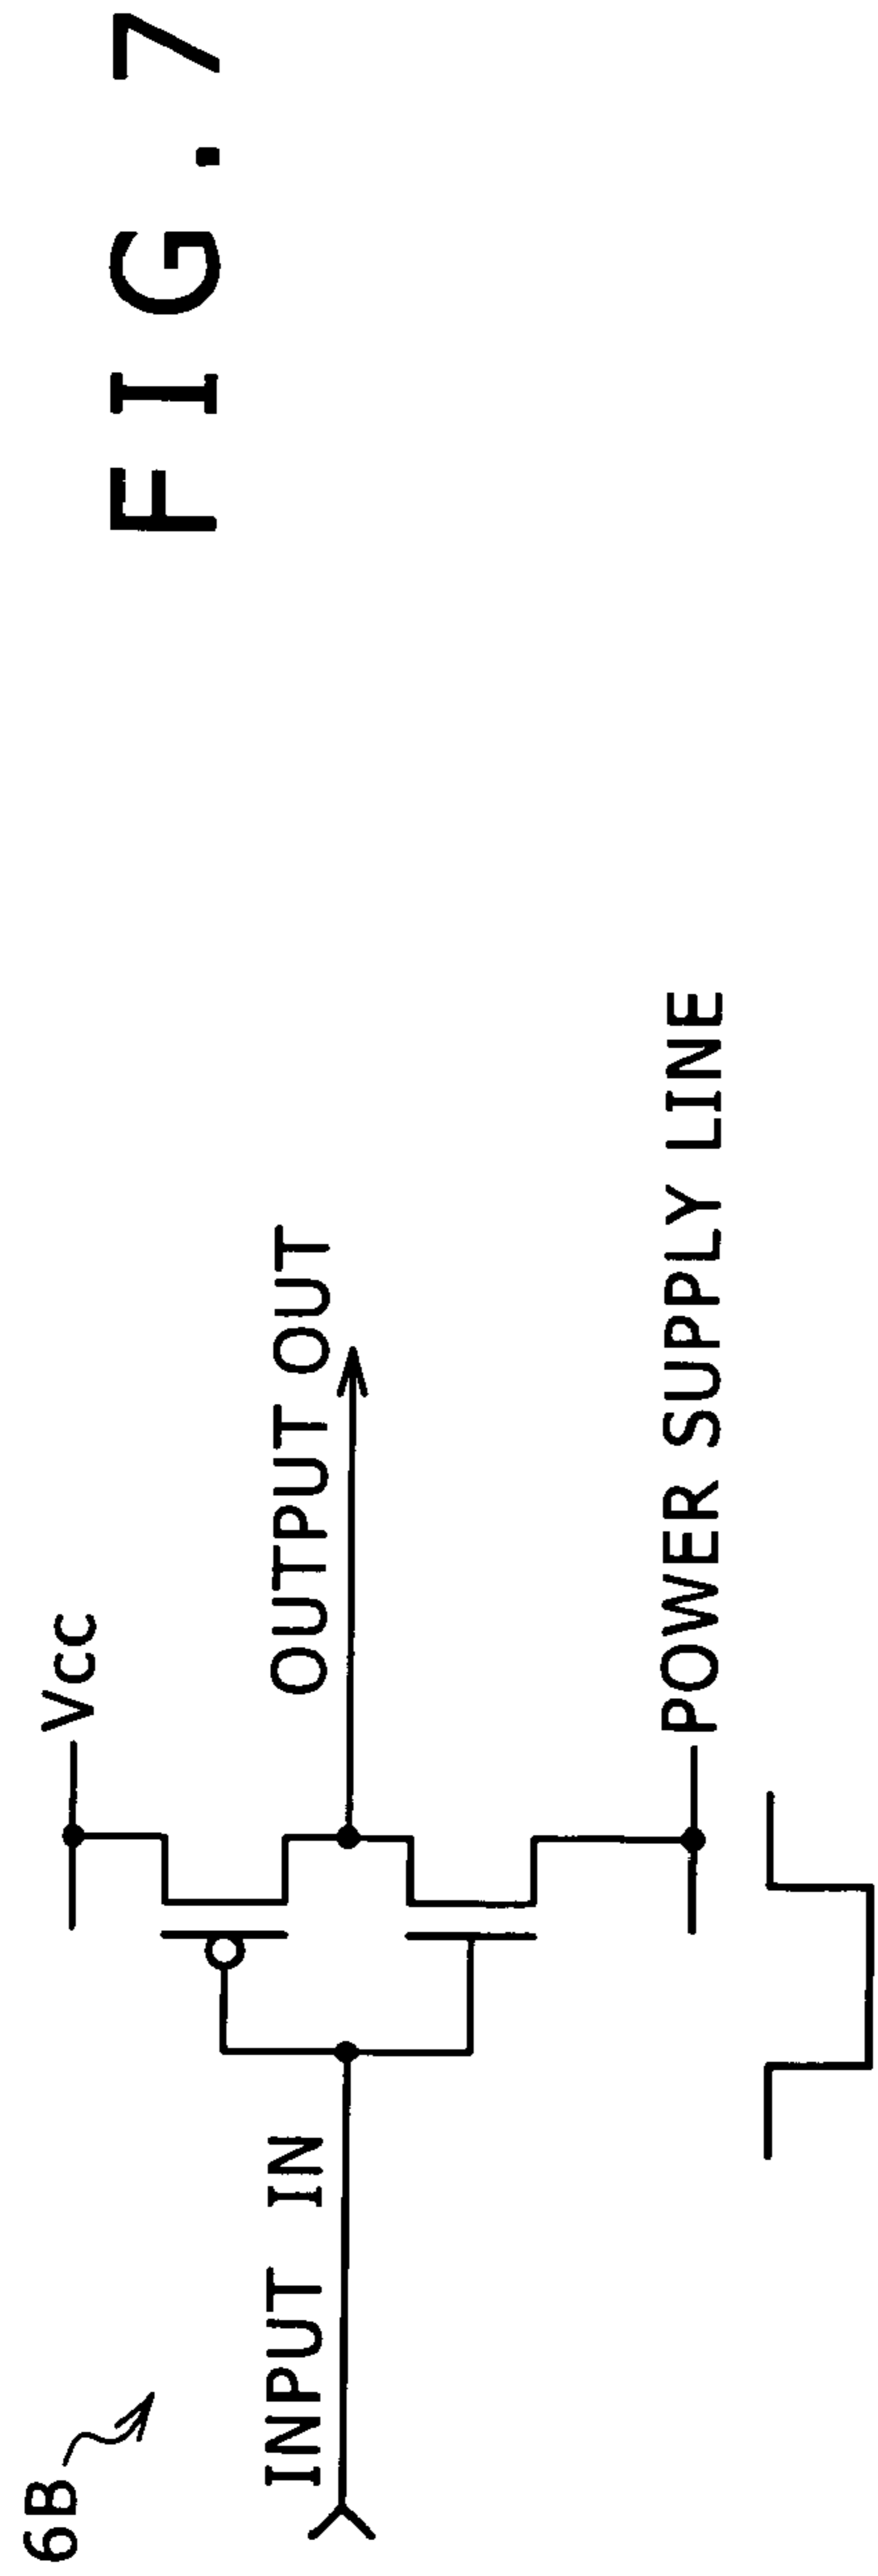 FIG.7
6B
Vcc
INPUT IN
OUTPUT OUT
POWER SUPPLY LINE